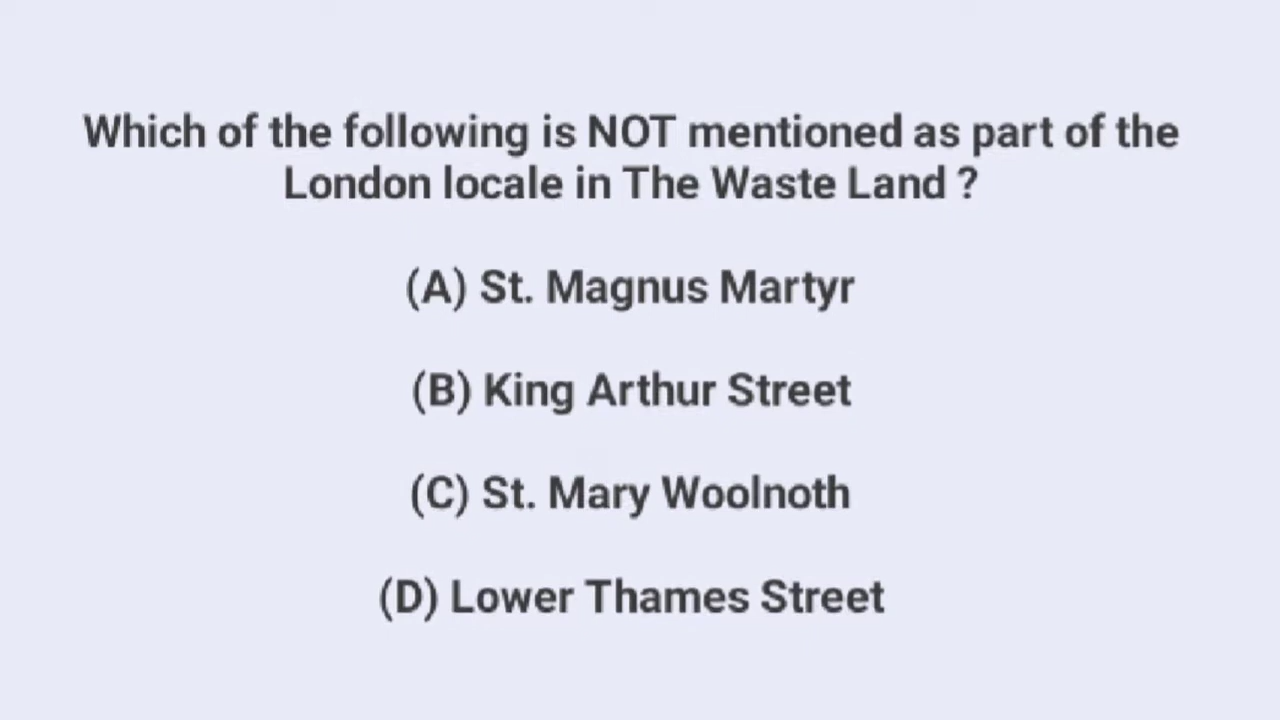 Which of the following is NOT mentioned as part of the
London locale in The Waste Land ?
(A) St. Magnus Martyr
(B) King Arthur Street
(C) St. Mary Woolnoth
(D) Lower Thames Street